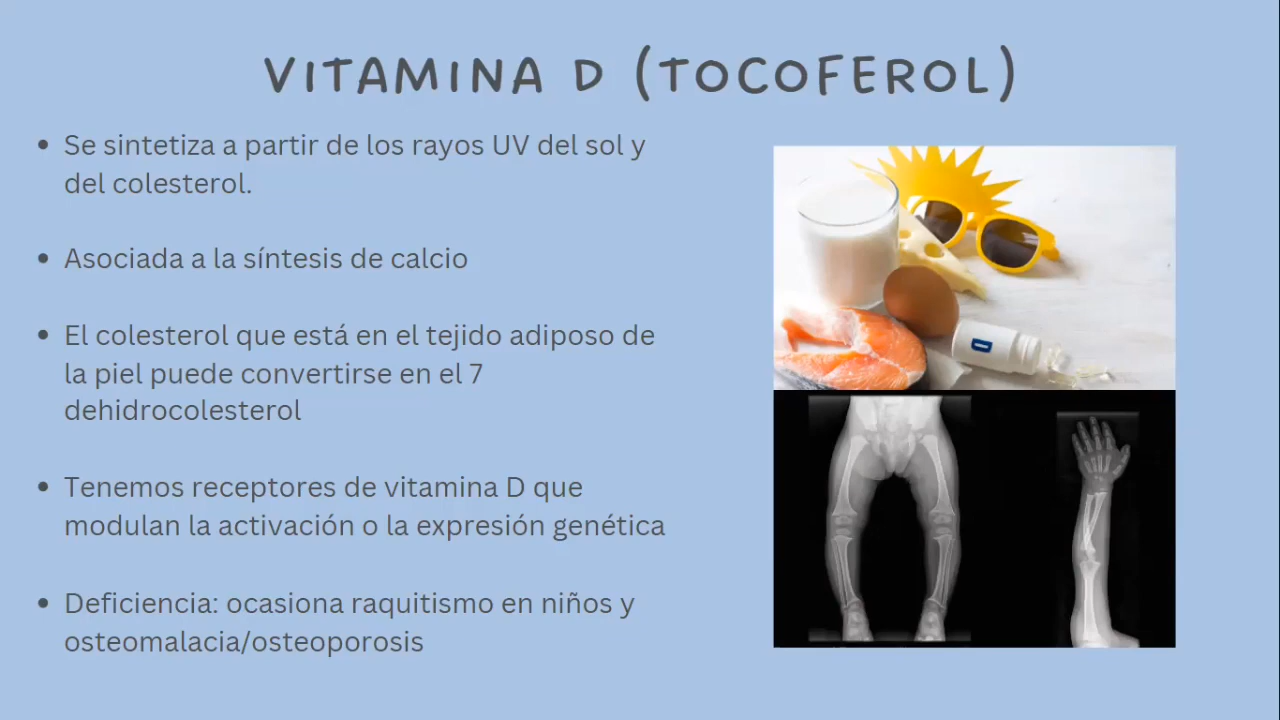 VITAMINA D (TOCOFEROL)
• Se sintetiza a partir de los rayos UV del sol y
del colesterol.
• Asociada a la síntesis de calcio
• El colesterol que está en el tejido adiposo de
la piel puede convertirse en el 7
dehidrocolesterol
• Tenemos receptores de vitamina D que
modulan la activación o la expresión genética
• Deficiencia: ocasiona raquitismo en niños y
osteomalacia/osteoporosis
D